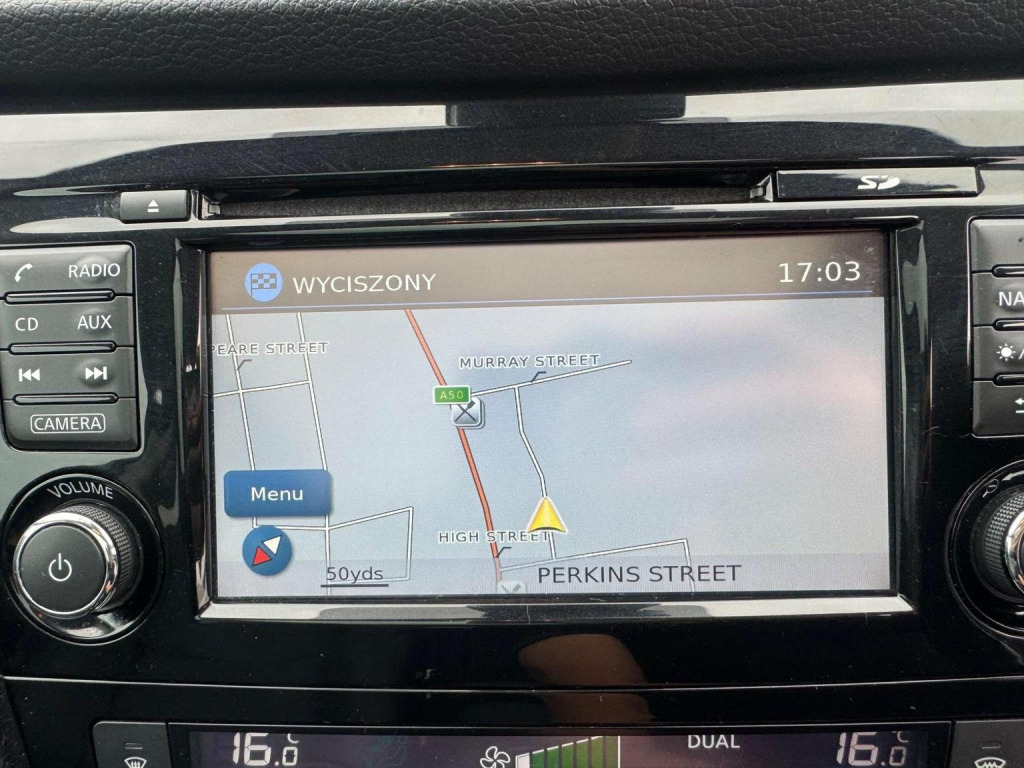 SD
RADIO
CD AUX
CAMERA
VOLUME
WYCISZONY 17:03
PEARE STREET
MURRAY STREET
A50
Menu
HIGH STREET
50yds
PERKINS STREET
NA
16.0 °C
DUAL
16.0 °C